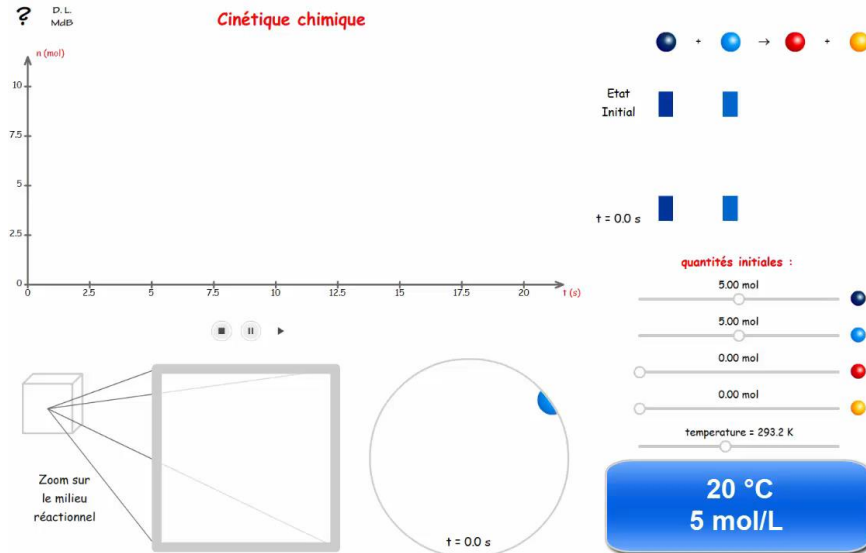 ?
D. L.
MdB
Cinétique chimique
n (mol)
10
7.5
5
2.5
0
0 2.5 5 7.5 10 12.5 15 17.5 20 t (s)
+ → +
Etat
Initial
t = 0.0 s
quantités initiales :
5.00 mol
5.00 mol
0.00 mol
0.00 mol
temperature = 293.2 K
Zoom sur
le milieu
réactionnel
t = 0.0 s
20 °C
5 mol/L